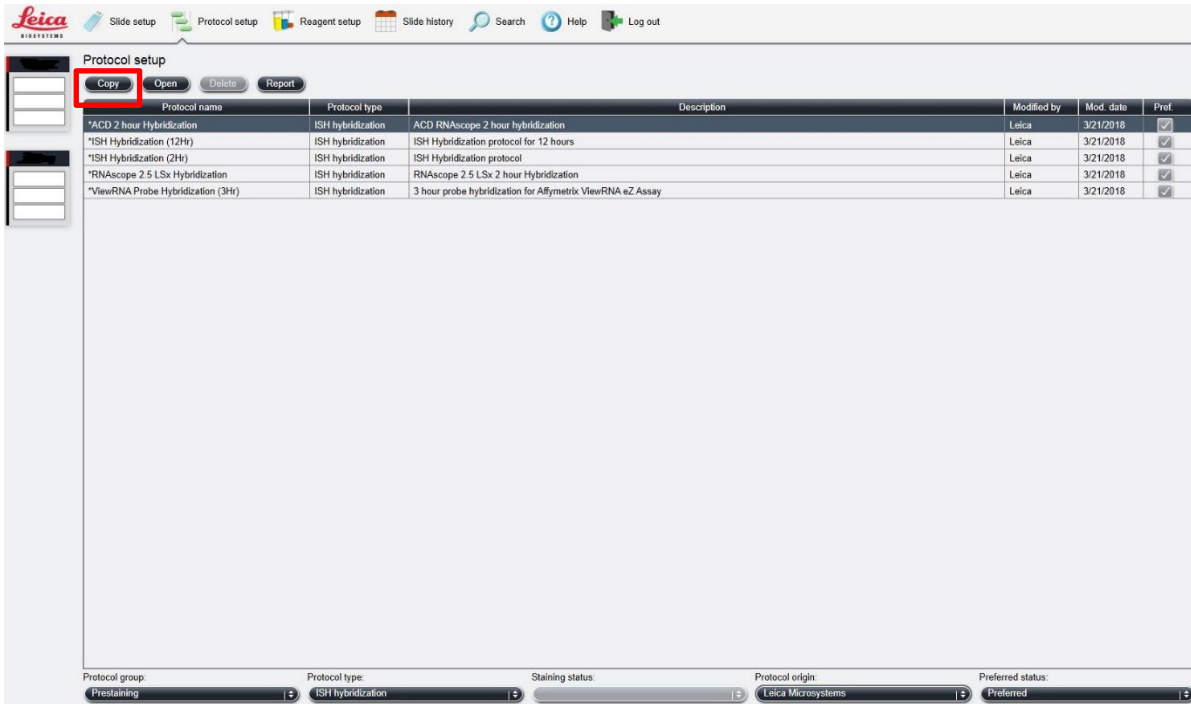 Leica
BIOSYSTEMS
Slide setup Protocol setup Reagent setup Slide history Search Help Log out
Protocol setup
Copy Open Delete Report
Protocol name Protocol type Description Modified by Mod. date Pref.
*ACD 2 hour Hybridization ISH hybridization ACD RNAscope 2 hour hybridization Leica 3/21/2018
*ISH Hybridization (12Hr) ISH hybridization ISH Hybridization protocol for 12 hours Leica 3/21/2018
*ISH Hybridization (2Hr) ISH hybridization ISH Hybridization protocol Leica 3/21/2018
*RNAscope 2.5 LSx Hybridization ISH hybridization RNAscope 2.5 LSx 2 hour Hybridization Leica 3/21/2018
*ViewRNA Probe Hybridization (3Hr) ISH hybridization 3 hour probe hybridization for Affymetrix ViewRNA eZ Assay Leica 3/21/2018
Protocol group: Protocol type: Staining status: Protocol origin: Preferred status:
Prestaining ISH hybridization Leica Microsystems Preferred